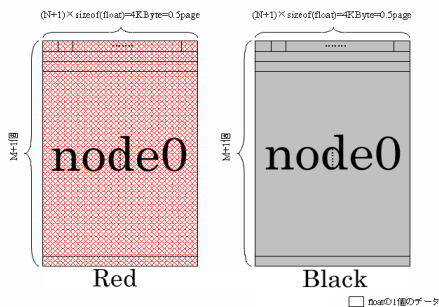 (N+1)×sizeof(float)=4KByte=0.5page
(N+1)×sizeof(float)=4KByte=0.5page
M+1個
node0
M+1個
node0
Red
Black
floatの1個のデータ